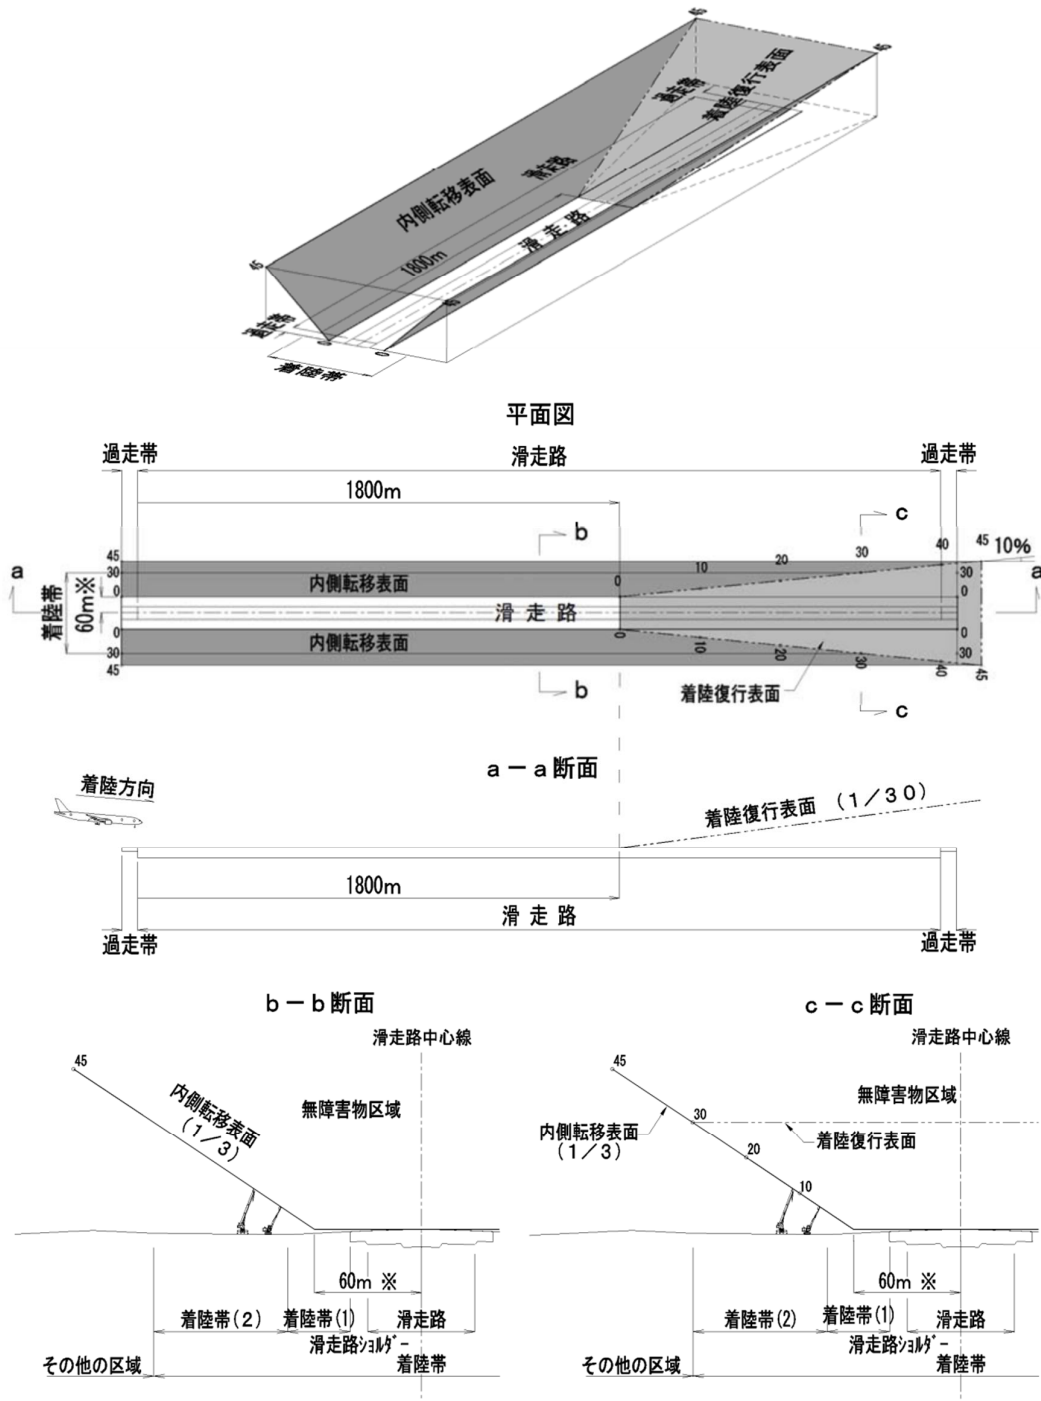 45
45
過走帯
着陸復行表面
滑走路
内側転移表面
滑走路
1800m
45
45
過走帯
0
0
着陸帯
平面図
過走帯
滑走路
過走帯
1800m
b
c
45
30
0
内側転移表面
0
10
20
30
40
45
10%
30
0
a
着陸帯
60m※
滑走路
a
0
30
45
内側転移表面
0
10
20
30
40
45
0
30
着陸復行表面
b
c
a－a断面
着陸方向
着陸復行表面 (1/30)
1800m
滑走路
過走帯
過走帯
b－b断面
c－c断面
滑走路中心線
滑走路中心線
45
内側転移表面
(1/3)
無障害物区域
45
無障害物区域
30
内側転移表面
(1/3)
着陸復行表面
20
10
60m ※
60m ※
着陸帯(2)
着陸帯(1)
滑走路
着陸帯(2)
着陸帯(1)
滑走路
滑走路ｼｮﾙﾀﾞｰ
滑走路ｼｮﾙﾀﾞｰ
その他の区域
着陸帯
その他の区域
着陸帯